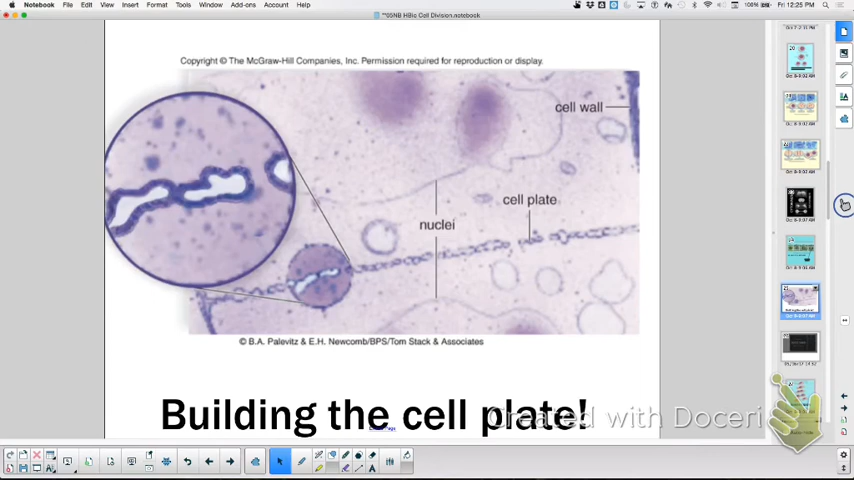 Notebook File Edit View Insert Format Tools Window Add-ons Account Help
100% Fri 12:25 PM
**05NB HBio Cell Division.notebook
Copyright © The McGraw-Hill Companies, Inc. Permission required for reproduction or display.
cell wall
cell plate
nuclei
© B.A. Palevitz & E.H. Newcomb/BPS/Tom Stack & Associates
Building the cell plate!
Created with Doceri